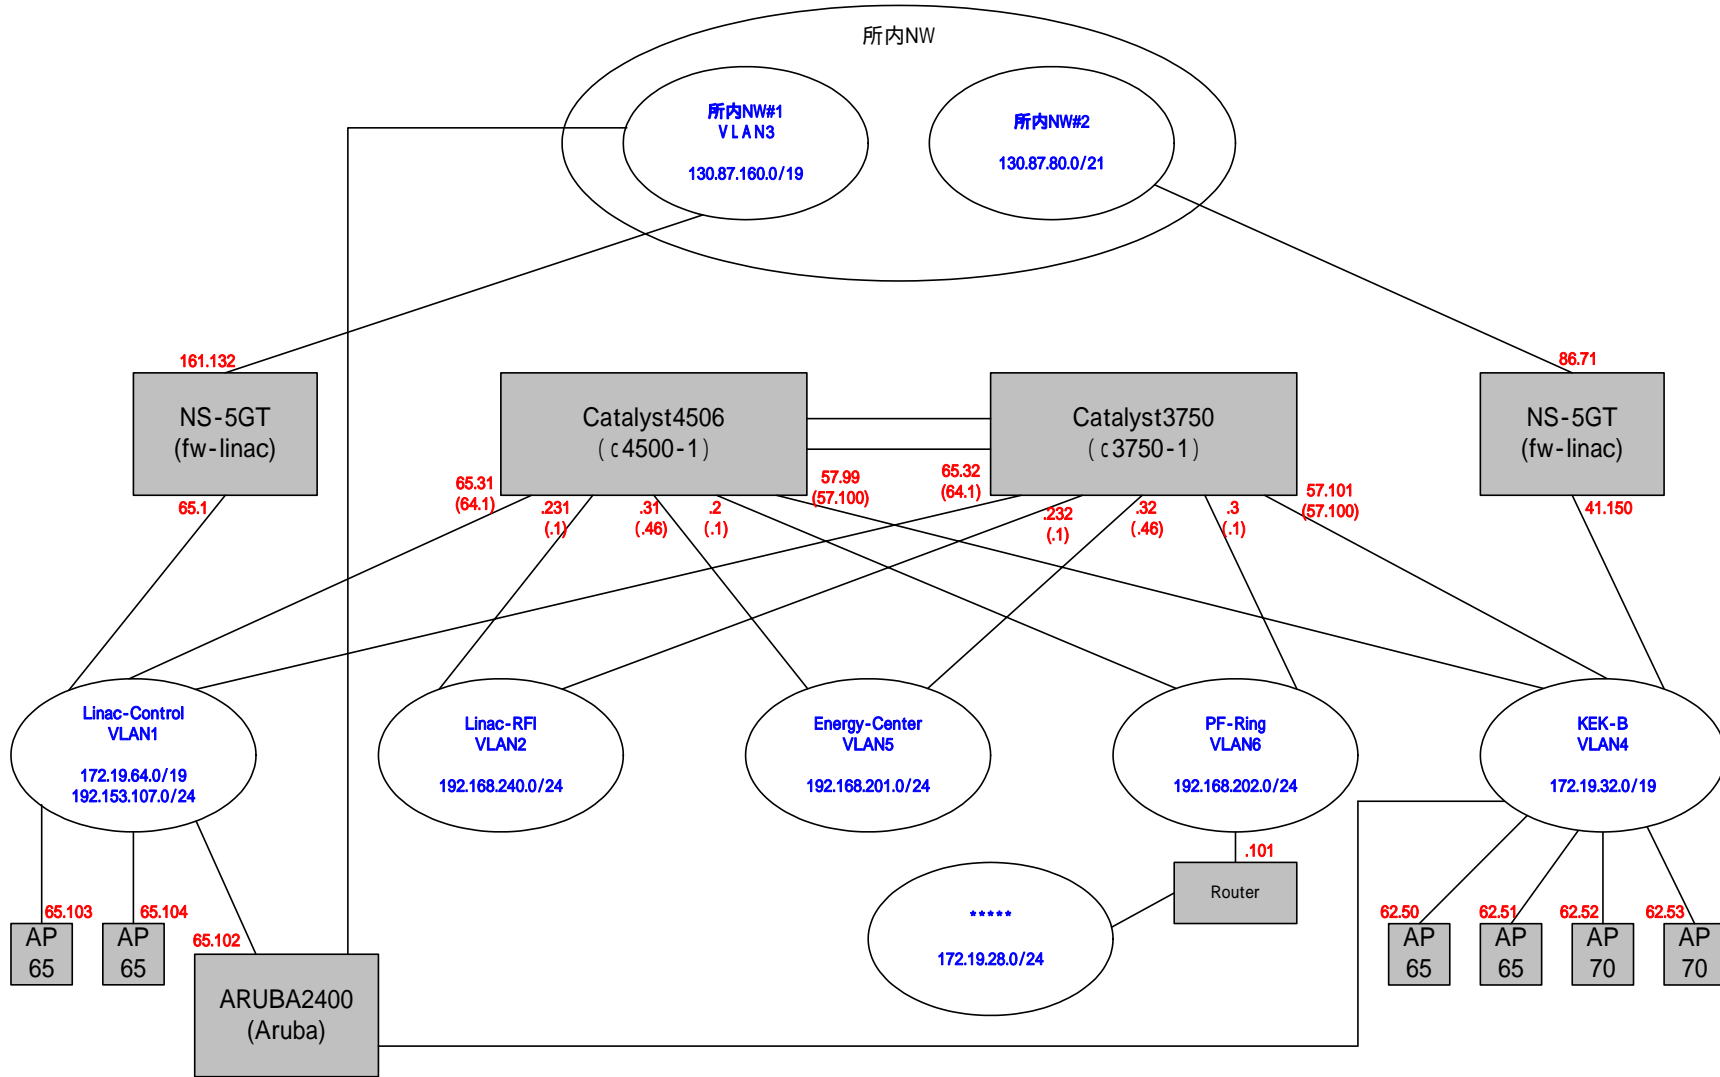 所内NW
所内NW#1
VLAN3
130.87.160.0/19
所内NW#2
130.87.80.0/21
161.132
86.71
NS-5GT
(fw-linac)
Catalyst4506
(c4500-1)
Catalyst3750
(c3750-1)
NS-5GT
(fw-linac)
65.1
65.31
(64.1)
.231
(.1)
.31
(.46)
.2
(.1)
57.99
(57.100)
65.32
(64.1)
.232
(.1)
.32
(.46)
.3
(.1)
57.101
(57.100)
41.150
Linac-Control
VLAN1
172.19.64.0/19
192.153.107.0/24
Linac-RFI
VLAN2
192.168.240.0/24
Energy-Center
VLAN5
192.168.201.0/24
PF-Ring
VLAN6
192.168.202.0/24
KEK-B
VLAN4
172.19.32.0/19
.101
Router
*****
172.19.28.0/24
65.103
AP
65
65.104
AP
65
65.102
ARUBA2400
(Aruba)
62.50
AP
65
62.51
AP
65
62.52
AP
70
62.53
AP
70